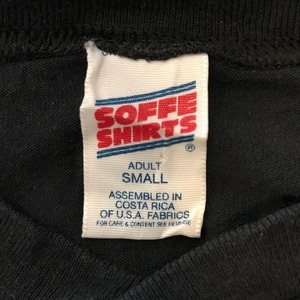 SOFFE
SHIRTS
®
ADULT
SMALL
ASSEMBLED IN
COSTA RICA
OF U.S.A. FABRICS
FOR CARE & CONTENT SEE REVERSE